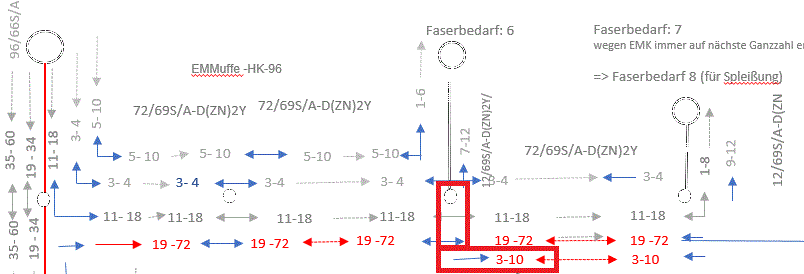 96/66S/A
Faserbedarf: 6
Faserbedarf: 7
wegen EMK immer auf nächste Ganzzahl e
EMMuffe -HK-96
=> Faserbedarf 8 (für Spleißung)
72/69S/A-D(ZN)2Y
72/69S/A-D(ZN)2Y
1-6
7-12
12/69S/A-D(ZN)2Y/
72/69S/A-D(ZN)2Y
1-8
9-12
12/69S/A-D(ZN
35- 60
19 - 34
11- 18
3- 4
5- 10
5- 10
5- 10
5-10
5-10
3- 4
3- 4
3-4
3- 4
3-4
3-4
11- 18
11-18
11-18
11-18
11-18
11-18
35- 60
19 - 34
19 -72
19 -72
19 -72
19 -72
19 -72
3-10
3-10